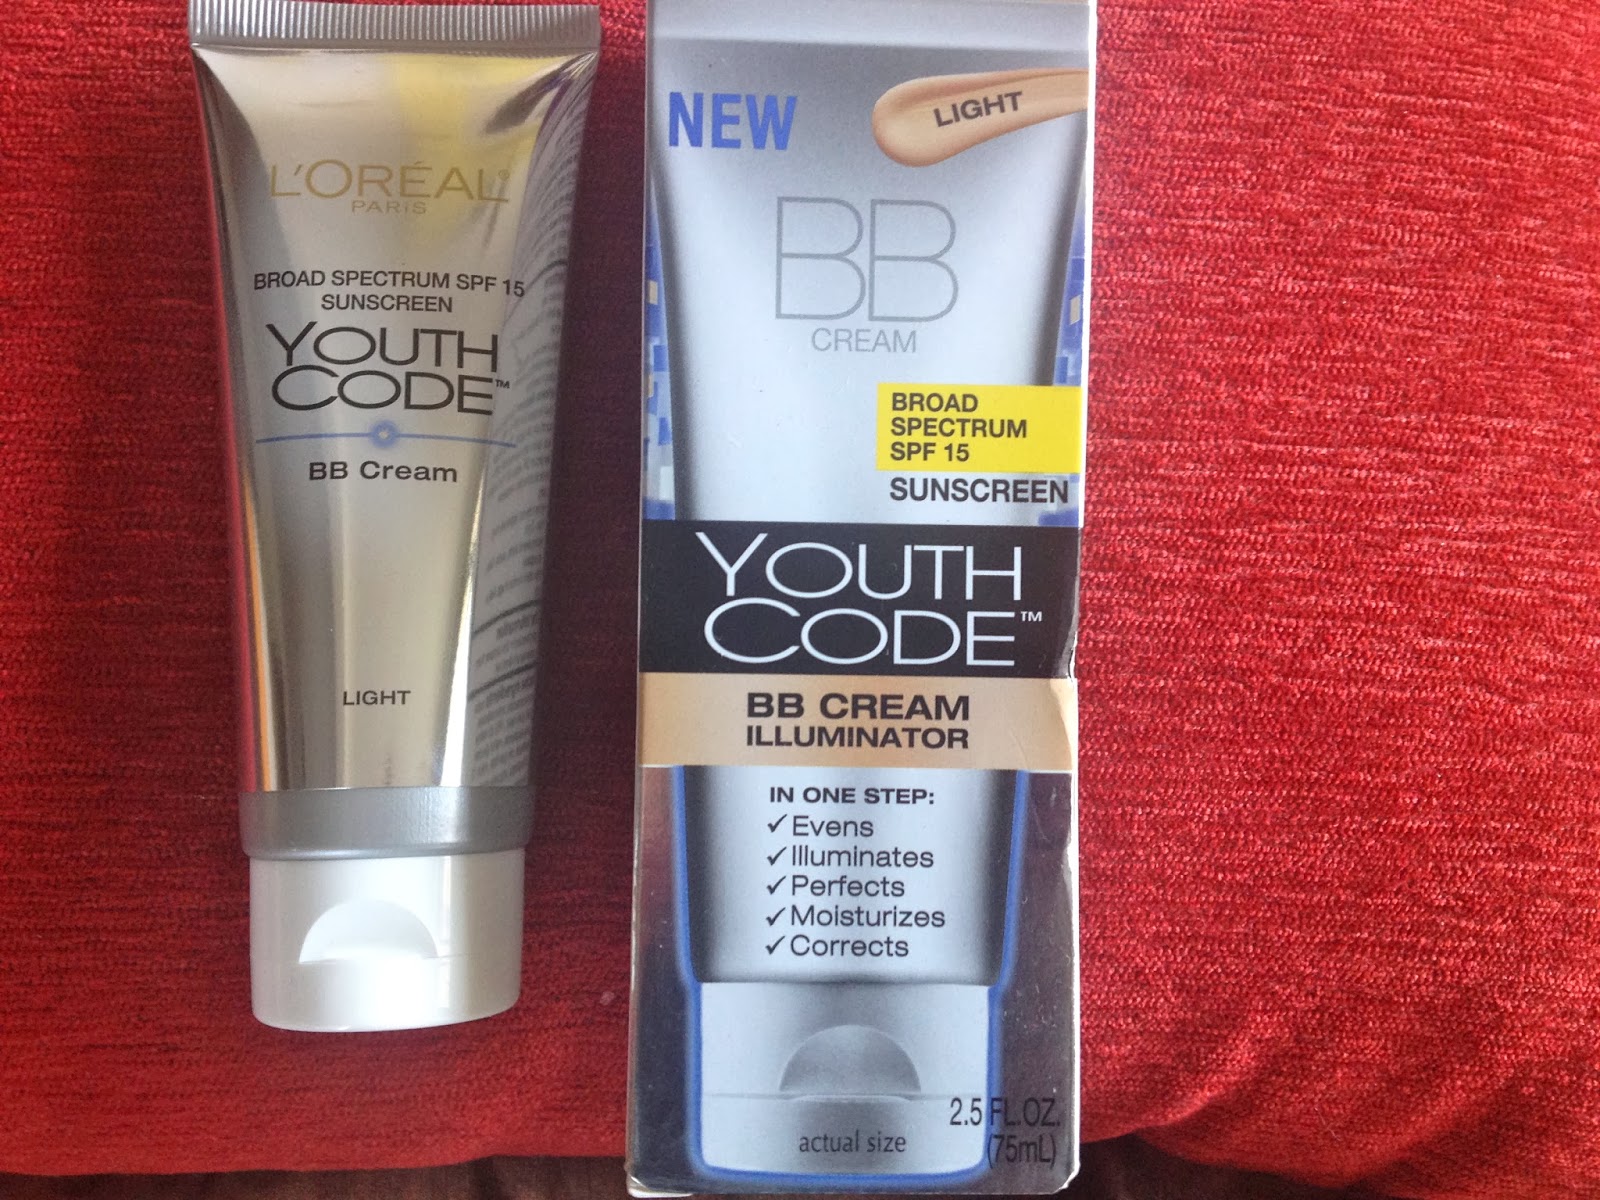 L'ORÉAL
PARIS
BROAD SPECTRUM SPF 15
SUNSCREEN
YOUTH
CODE™
BB Cream
LIGHT
NEW
LIGHT
BB
CREAM
BROAD
SPECTRUM
SPF 15
SUNSCREEN
YOUTH
CODE™
BB CREAM
ILLUMINATOR
IN ONE STEP:
✓ Evens
✓ Illuminates
✓ Perfects
✓ Moisturizes
✓ Corrects
2.5 FL.OZ.
(75mL)
actual size